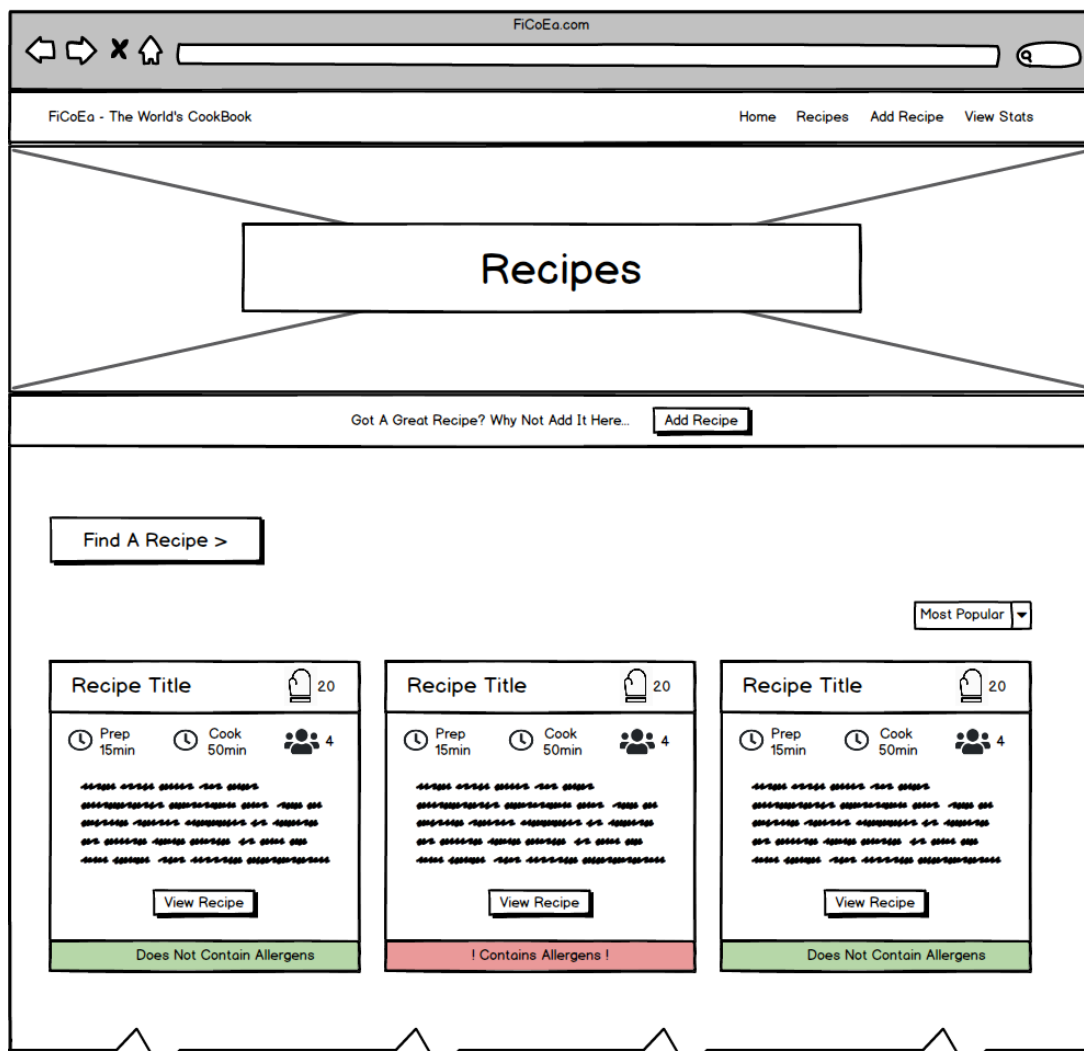 FiCoEa.com
FiCoEa - The World's CookBook
Home Recipes Add Recipe View Stats
Recipes
Got A Great Recipe? Why Not Add It Here... Add Recipe
Find A Recipe >
Most Popular
Recipe Title 20
Prep 15min
Cook 50min
4
View Recipe
Does Not Contain Allergens
Recipe Title 20
Prep 15min
Cook 50min
4
View Recipe
! Contains Allergens !
Recipe Title 20
Prep 15min
Cook 50min
4
View Recipe
Does Not Contain Allergens